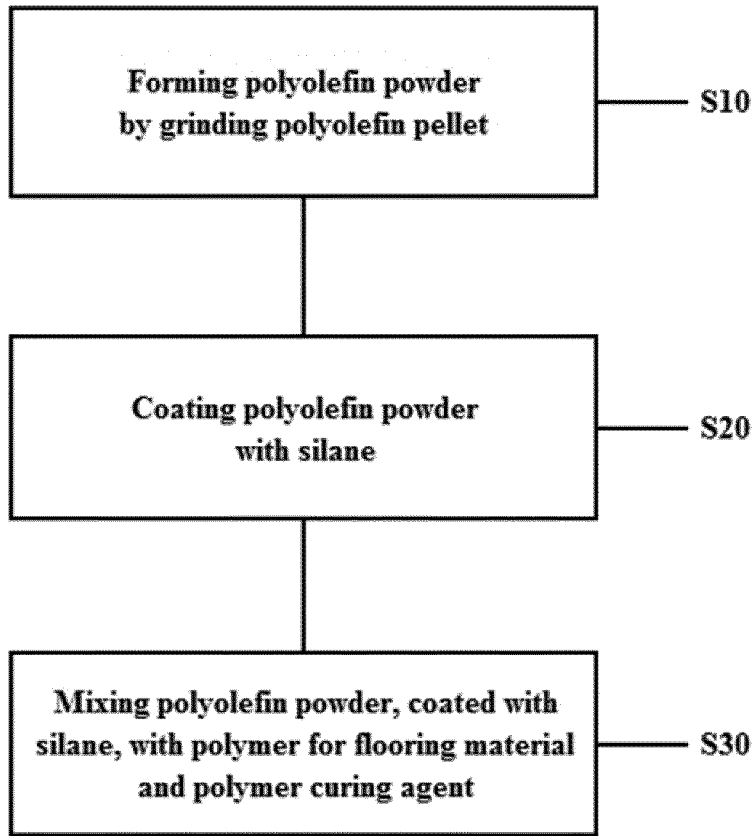 Forming polyolefin powder
by grinding polyolefin pellet
S10
Coating polyolefin powder
with silane
S20
Mixing polyolefin powder, coated with
silane, with polymer for flooring material
and polymer curing agent
S30